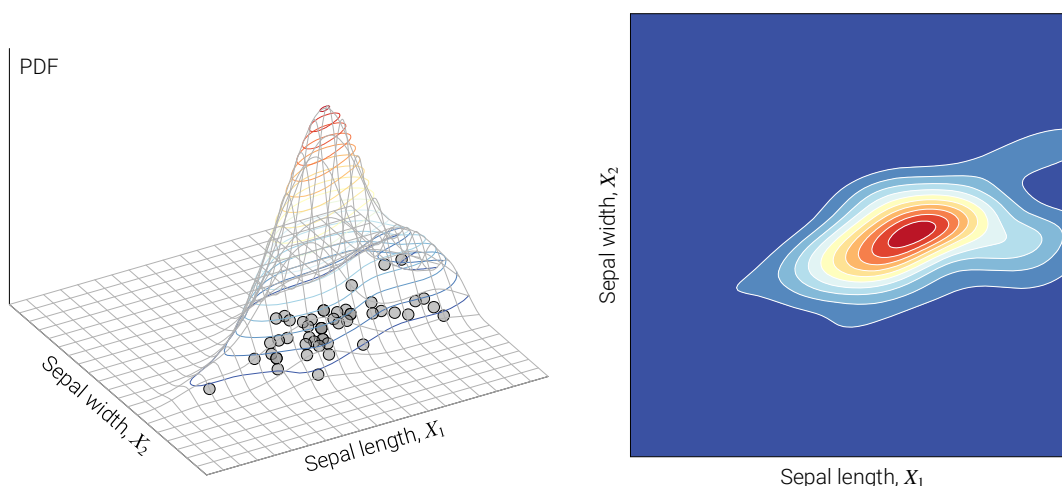 PDF
Sepal width, X2
Sepal length, X1
Sepal width, X2
Sepal length, X1